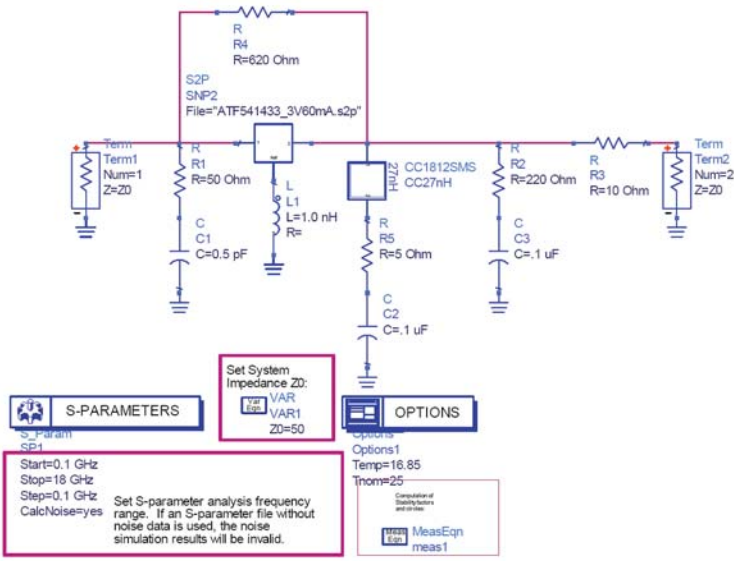 R
R4
R=620 Ohm
S2P
SNP2
File="ATF541433_3V60mA.s2p"
Term
Term1
Num=1
Z=Z0
R
R1
R=50 Ohm
1
2
Ref
L
L1
L=1.0 nH
R=
27nH
CC1812SMS
CC27nH
R
R2
R=220 Ohm
R
R3
R=10 Ohm
Term
Term2
Num=2
Z=Z0
C
C1
C=0.5 pF
R
R5
R=5 Ohm
C
C3
C=.1 uF
C
C2
C=.1 uF
Set System
Impedance Z0:
Var
Eqn
VAR
VAR1
Z0=50
S-PARAMETERS
S_Param
SP1
Start=0.1 GHz
Stop=18 GHz
Step=0.1 GHz
CalcNoise=yes
Set S-parameter analysis frequency
range. If an S-parameter file without
noise data is used, the noise
simulation results will be invalid.
OPTIONS
Options
Options1
Temp=16.85
Tnom=25
Computation of
Stability factors
and circles:
Meas
Eqn
MeasEqn
meas1